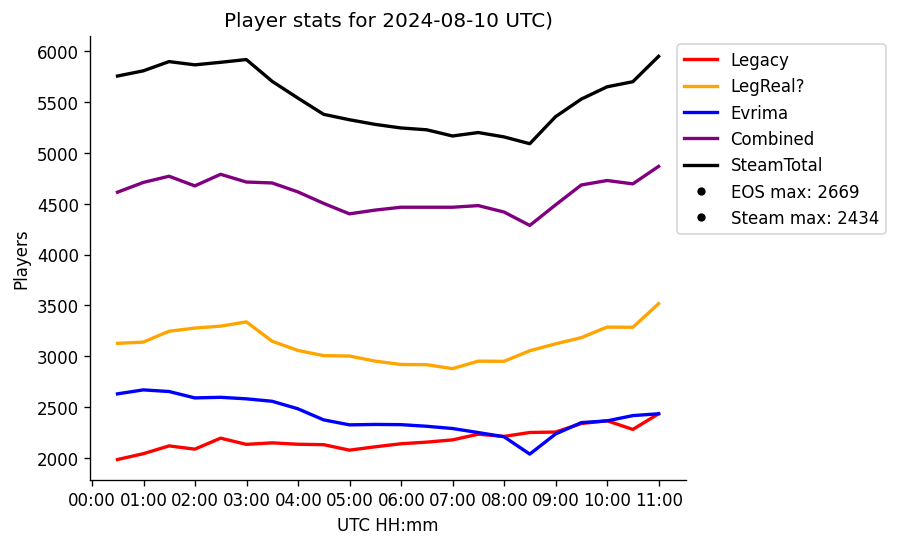 Player stats for 2024-08-10 UTC)
6000
5500
5000
4500
4000
3500
3000
2500
2000
Players
00:00 01:00 02:00 03:00 04:00 05:00 06:00 07:00 08:00 09:00 10:00 11:00
UTC HH:mm
Legacy
LegReal?
Evrima
Combined
SteamTotal
EOS max: 2669
Steam max: 2434